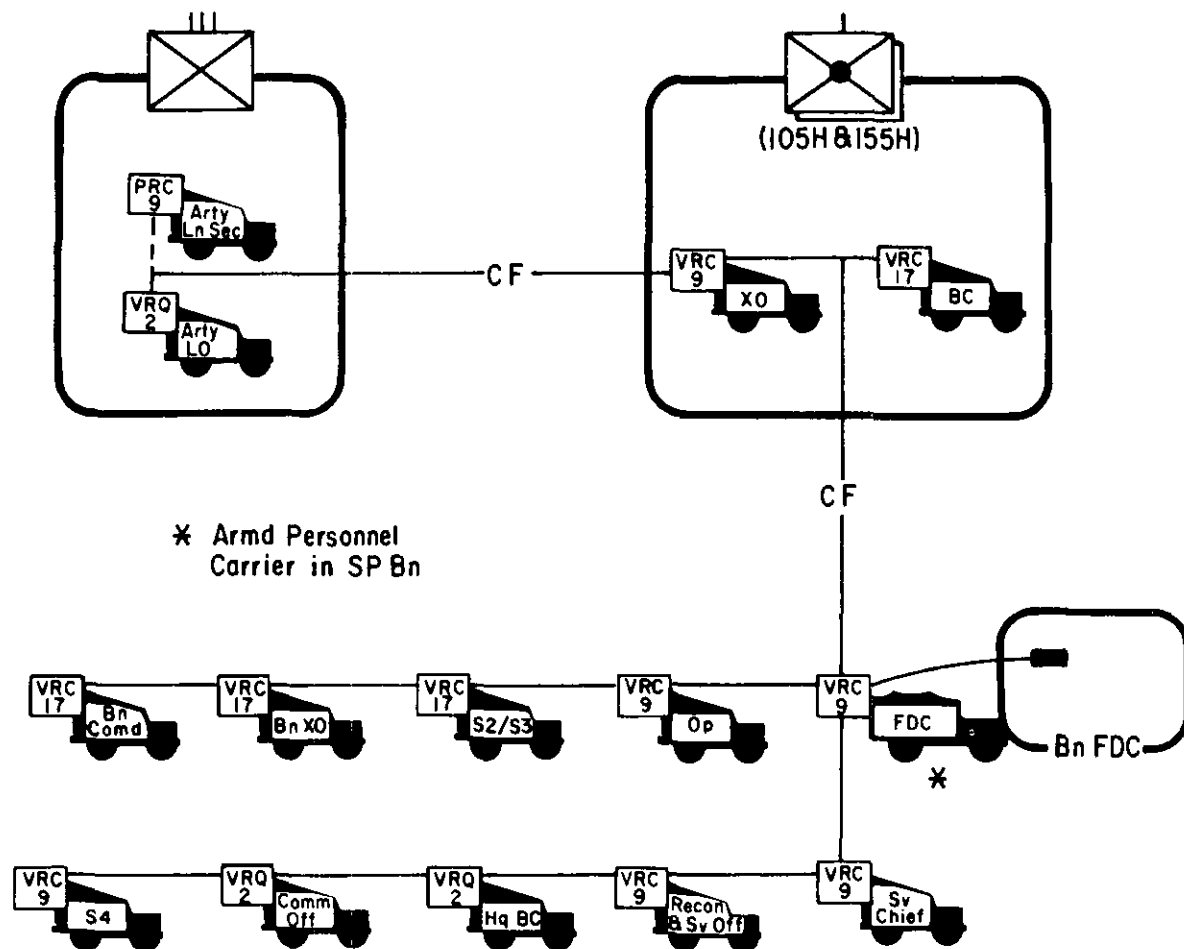 (105H & 155H)
PRC
9
Arty
Ln Sec
VRQ
2
Arty
LO
CF
VRC
9
XO
VRC
17
BC
CF
* Armd Personnel
Carrier in SP Bn
VRC
17
Bn
Comd
VRC
17
Bn XO
VRC
17
S2/S3
VRC
9
Op
VRC
9
FDC
*
Bn FDC
VRC
9
S4
VRQ
2
Comm
Off
VRQ
2
Hq BC
VRC
9
Recon
& Sv Off
VRC
9
Sv
Chief